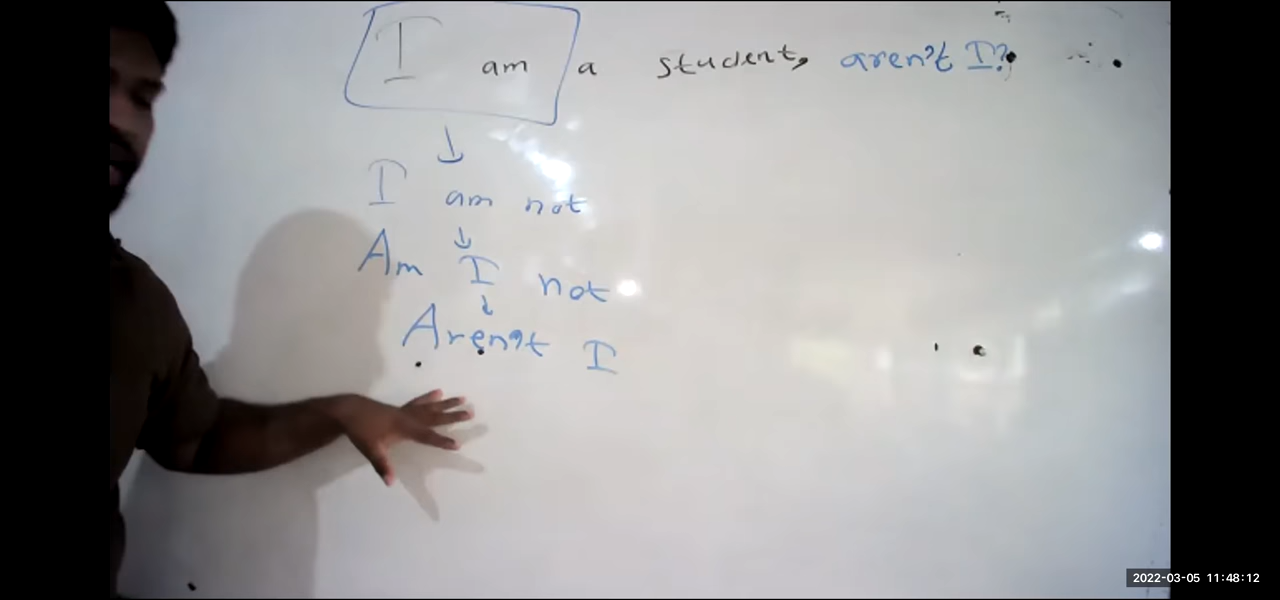 I am a student, aren't I?
I am not
Am I not
Aren't I
2022-03-05 11:48:12